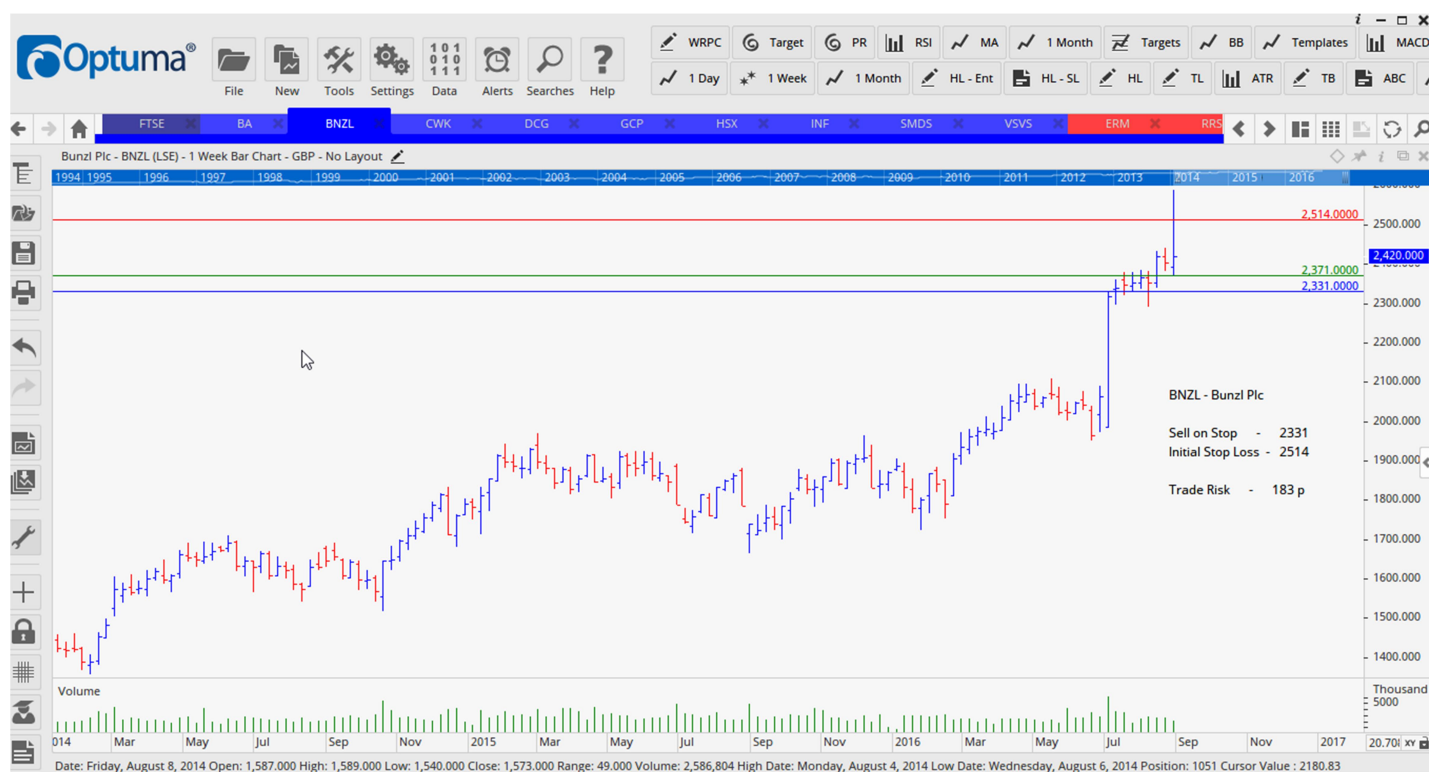 i
Optuma®
File New Tools Settings Data Alerts Searches Help
101
010
111
WRPC Target PR RSI MA 1 Month Targets BB Templates MACD
1 Day 1 Week 1 Month HL - Ent HL - SL HL TL ATR TB ABC
FTSE BA BNZL CWK DCG GCP HSX INF SMDS VSVS ERM RRS
Bunzl Plc - BNZL (LSE) - 1 Week Bar Chart - GBP - No Layout
1994 1995 1996 1997 1998 1999 2000 2001 2002 2003 2004 2005 2006 2007 2008 2009 2010 2011 2012 2013 2014 2015 2016
2,514.0000
2500.000
2,420.000
2,371.0000
2,331.0000
2300.000
2200.000
2100.000
BNZL - Bunzl Plc
2000.000
Sell on Stop - 2331
Initial Stop Loss - 2514
1900.000
Trade Risk - 183 p
1800.000
1700.000
1600.000
1500.000
1400.000
Volume
Thousand
5000
014 Mar May Jul Sep Nov 2015 Mar May Jul Sep Nov 2016 Mar May Jul Sep Nov 2017 XY
Date: Friday, August 8, 2014 Open: 1,587.000 High: 1,589.000 Low: 1,540.000 Close: 1,573.000 Range: 49.000 Volume: 2,586,804 High Date: Monday, August 4, 2014 Low Date: Wednesday, August 6, 2014 Position: 1051 Cursor Value : 2180.83